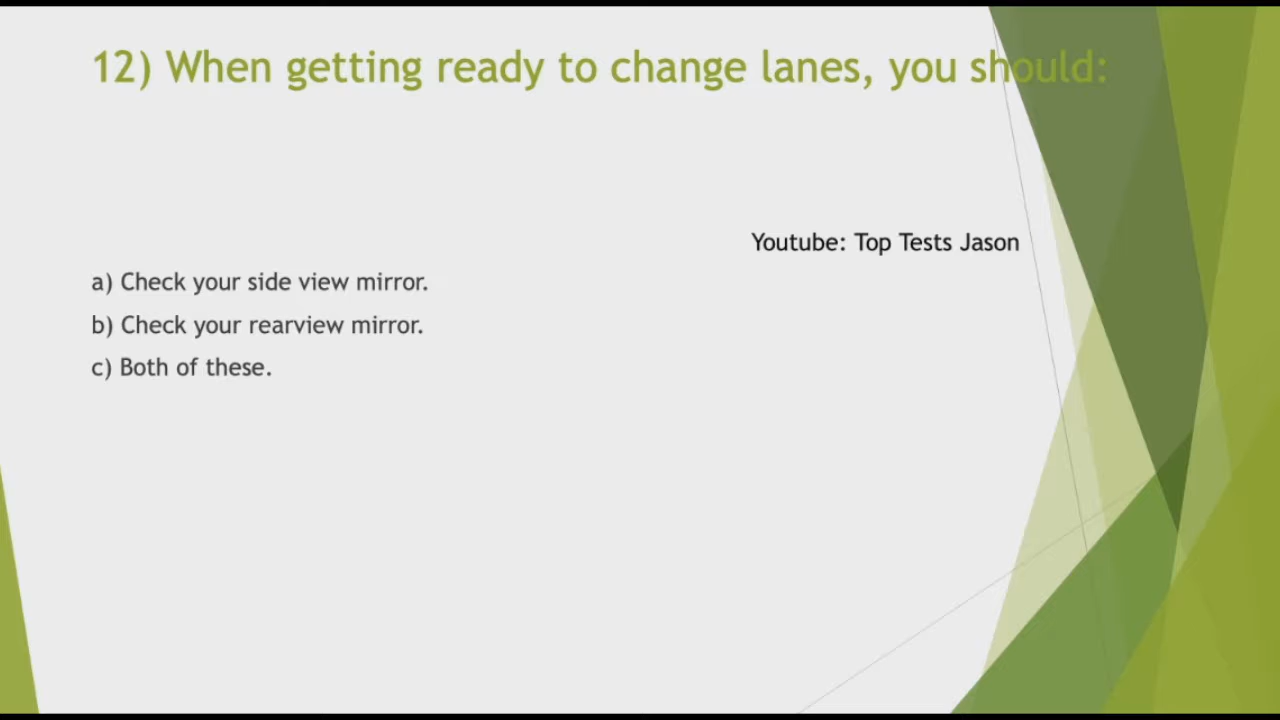 12) When getting ready to change lanes, you should:
Youtube: Top Tests Jason
a) Check your side view mirror.
b) Check your rearview mirror.
c) Both of these.